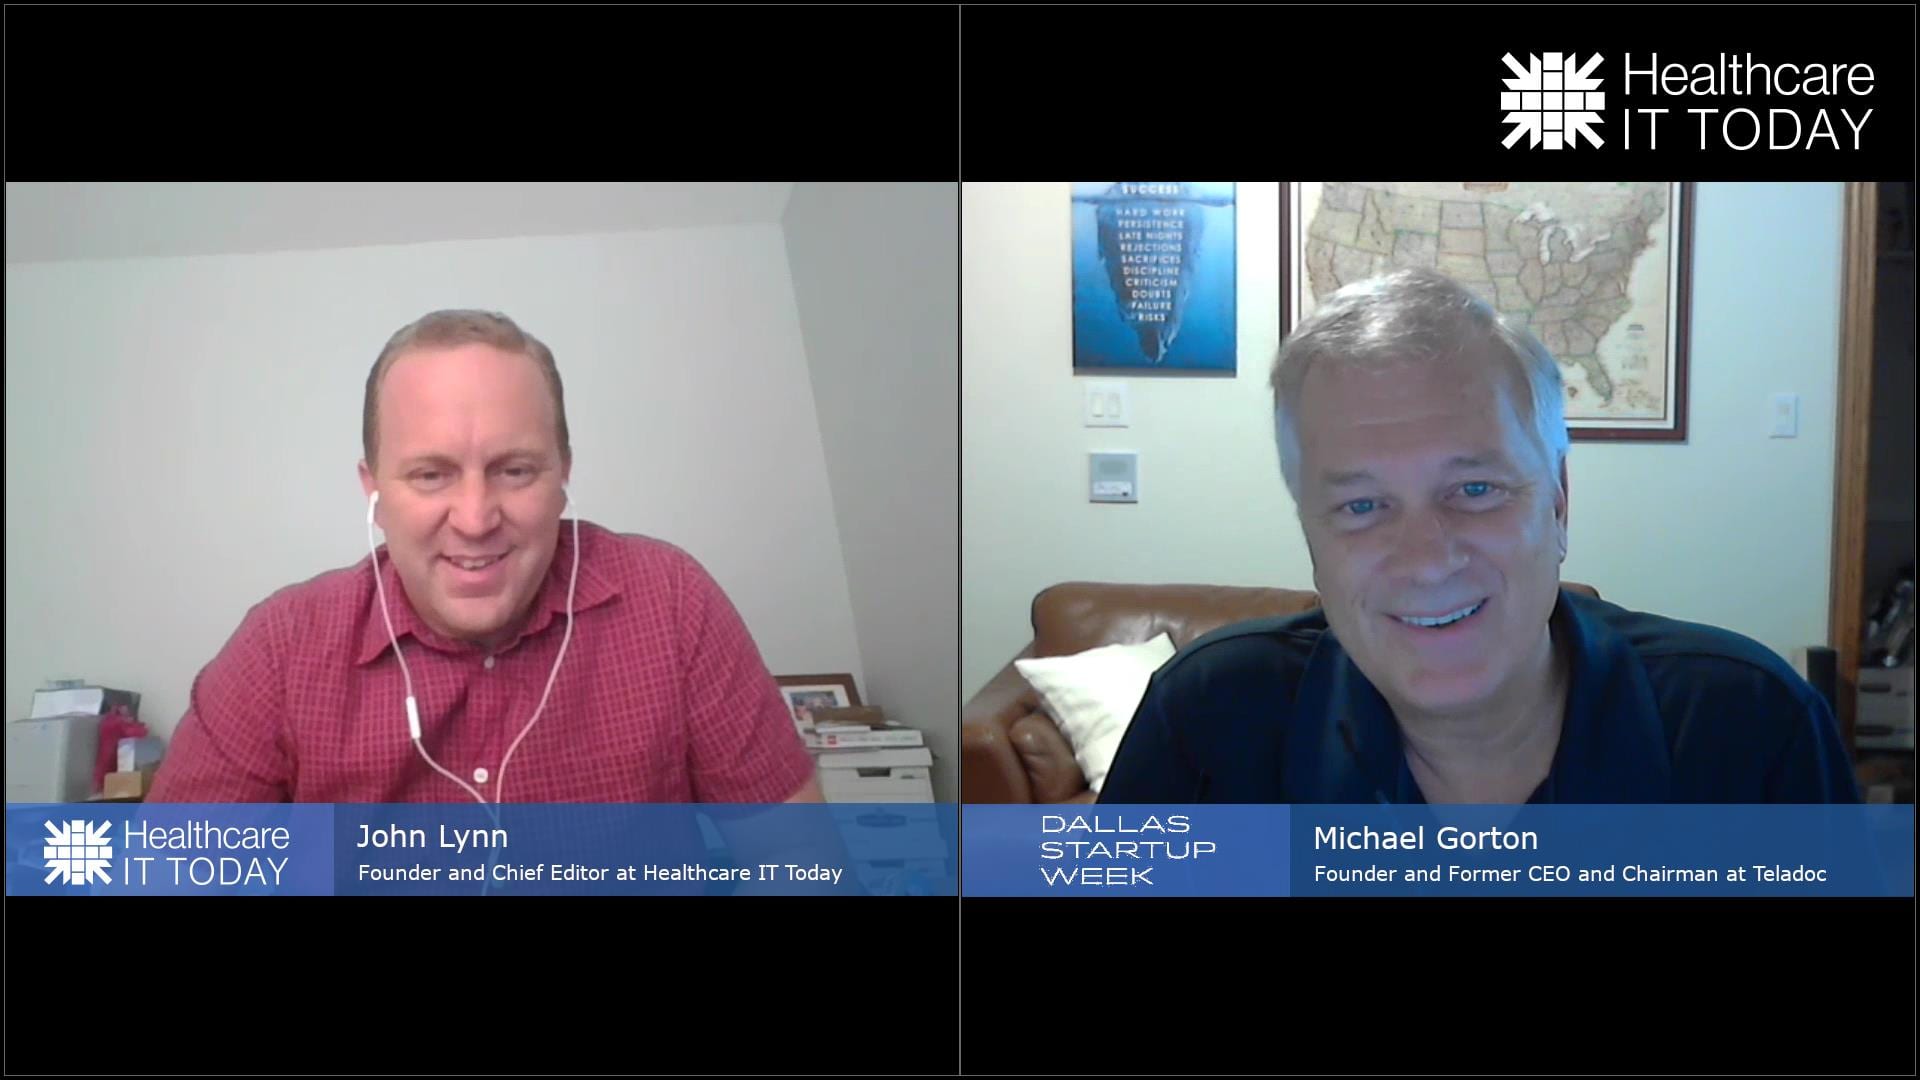 Healthcare
IT TODAY
SUCCESS
HARD WORK
PERSISTENCE
LATE NIGHTS
REJECTIONS
SACRIFICES
DISCIPLINE
CRITICISM
DOUBTS
FAILURE
RISKS
Healthcare
IT TODAY
John Lynn
Founder and Chief Editor at Healthcare IT Today
DALLAS
STARTUP
WEEK
Michael Gorton
Founder and Former CEO and Chairman at Teladoc